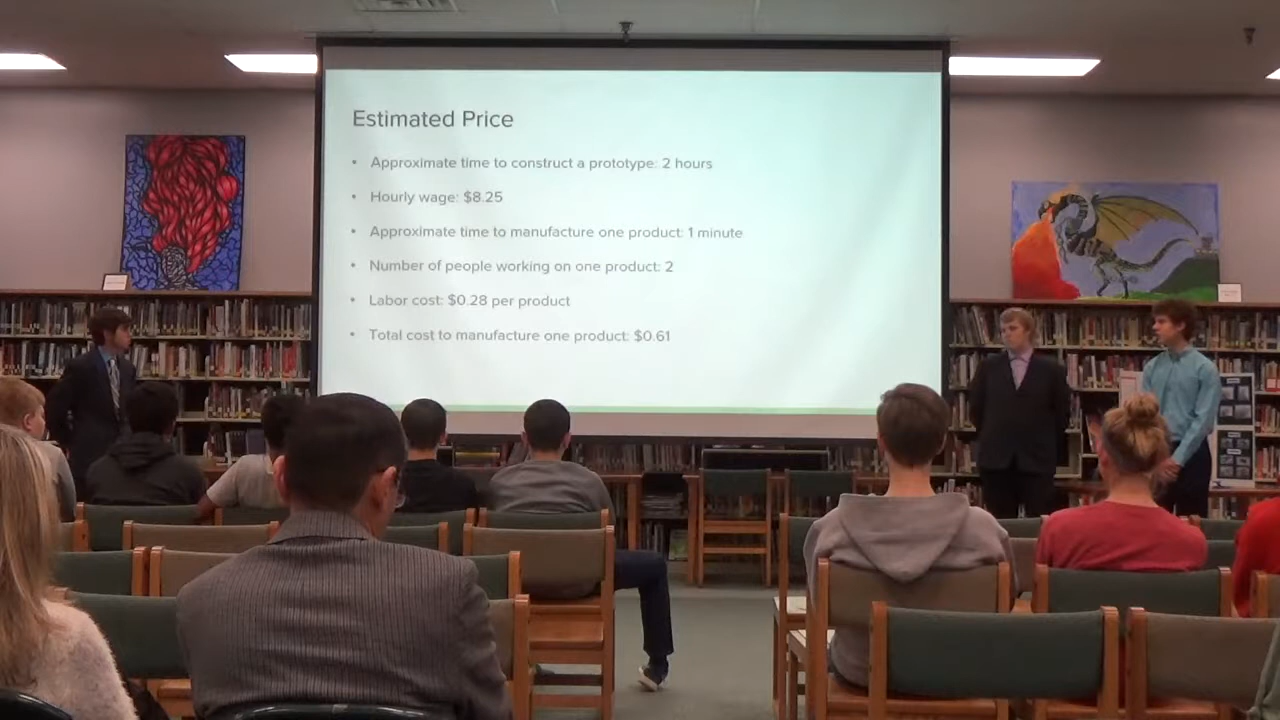 Estimated Price
• Approximate time to construct a prototype: 2 hours
• Hourly wage: $8.25
• Approximate time to manufacture one product: 1 minute
• Number of people working on one product: 2
• Labor cost: $0.28 per product
• Total cost to manufacture one product: $0.61